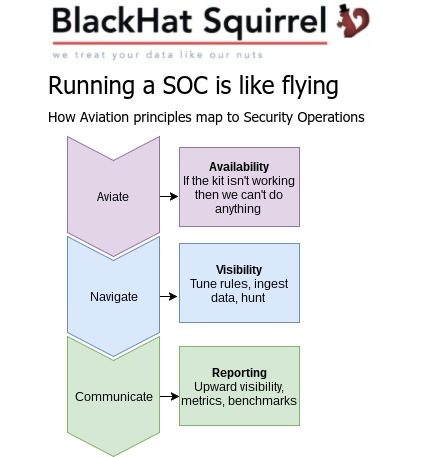 BlackHat Squirrel
we treat your data like our nuts
Running a SOC is like flying
How Aviation principles map to Security Operations
Aviate
Availability
If the kit isn't working
then we can't do
anything
Navigate
Visibility
Tune rules, ingest
data, hunt
Communicate
Reporting
Upward visibility,
metrics, benchmarks